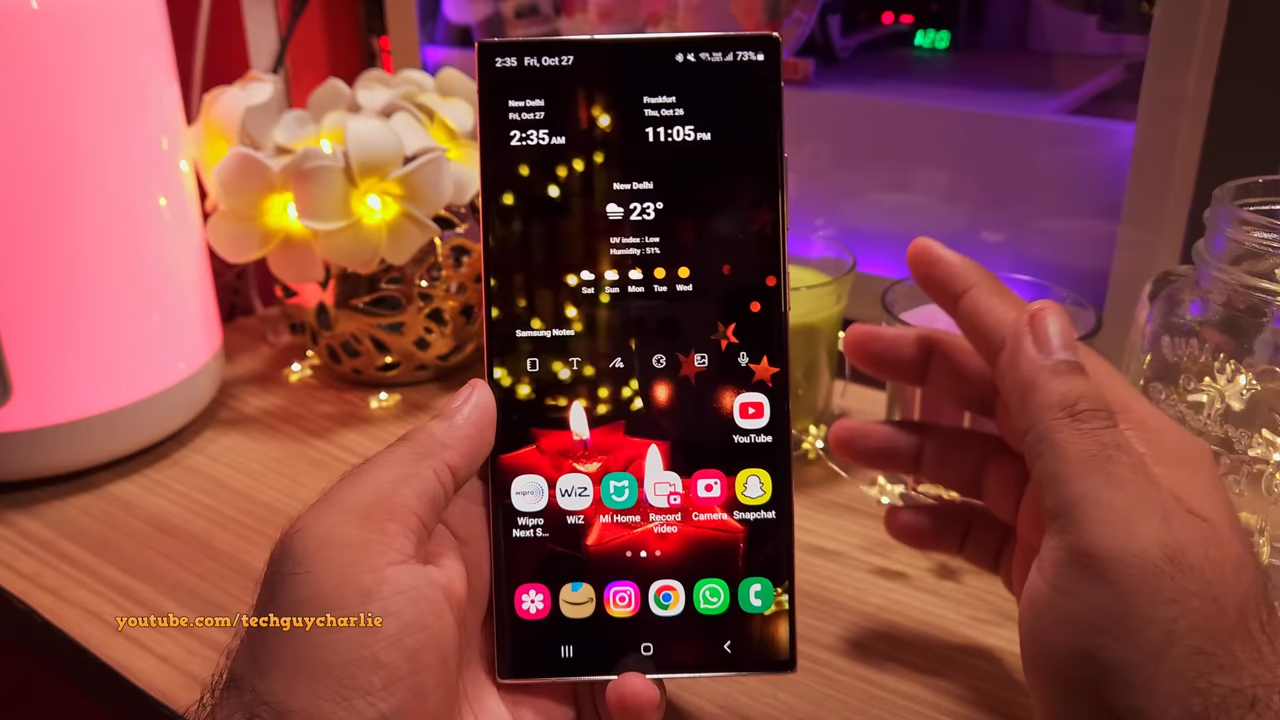 120
2:35 Fri, Oct 27
73%
New Delhi
Fri, Oct 27
2:35 AM
Frankfurt
Thu, Oct 26
11:05 PM
New Delhi
23°
UV index : Low
Humidity : 51%
Sat Sun Mon Tue Wed
Samsung Notes
T
YouTube
wipro
WiZ
Wipro
Next S...
WiZ
Mi Home
Record
video
Camera
Snapchat
youtube.com/techguycharlie